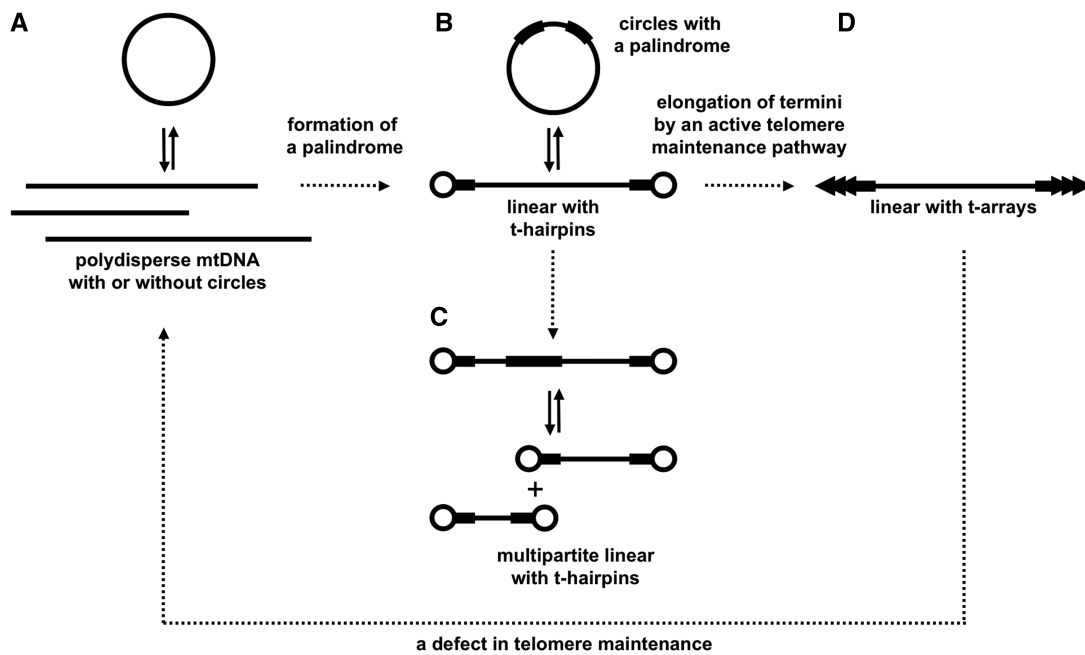 A
B
circles with
a palindrome
D
formation of
a palindrome
elongation of termini
by an active telomere
maintenance pathway
linear with
t-hairpins
linear with t-arrays
polydisperse mtDNA
with or without circles
C
+
multipartite linear
with t-hairpins
a defect in telomere maintenance